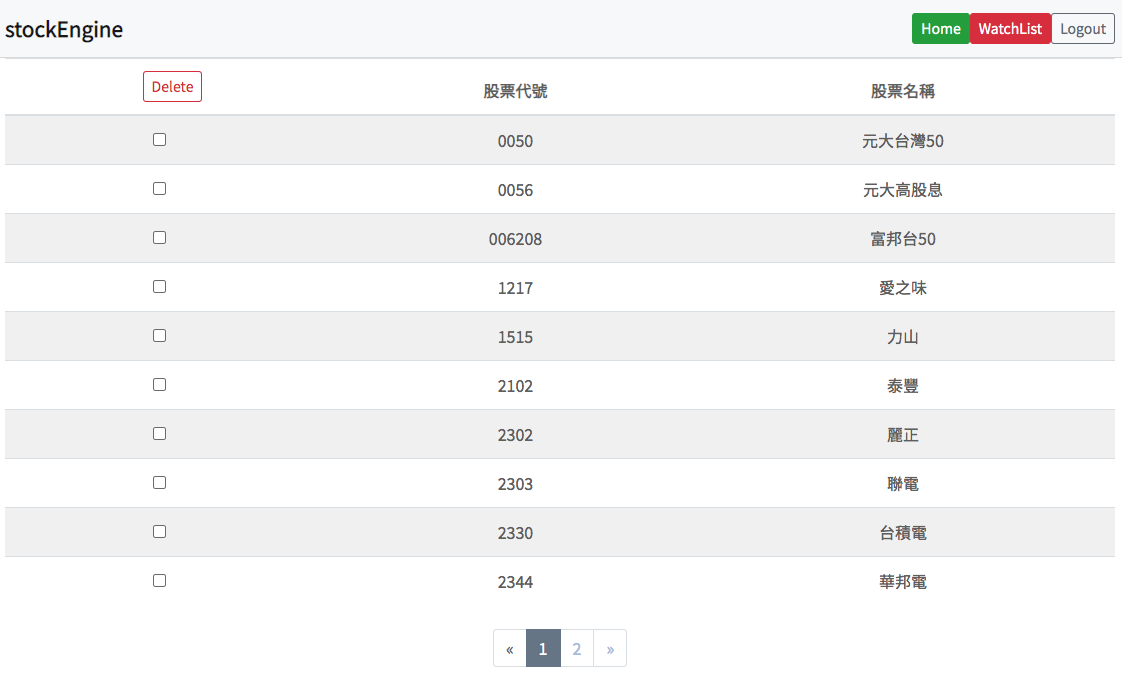 stockEngine Home WatchList Logout
Delete 股票代號 股票名稱
0050 元大台灣50
0056 元大高股息
006208 富邦台50
1217 愛之味
1515 力山
2102 泰豐
2302 麗正
2303 聯電
2330 台積電
2344 華邦電
« 1 2 »